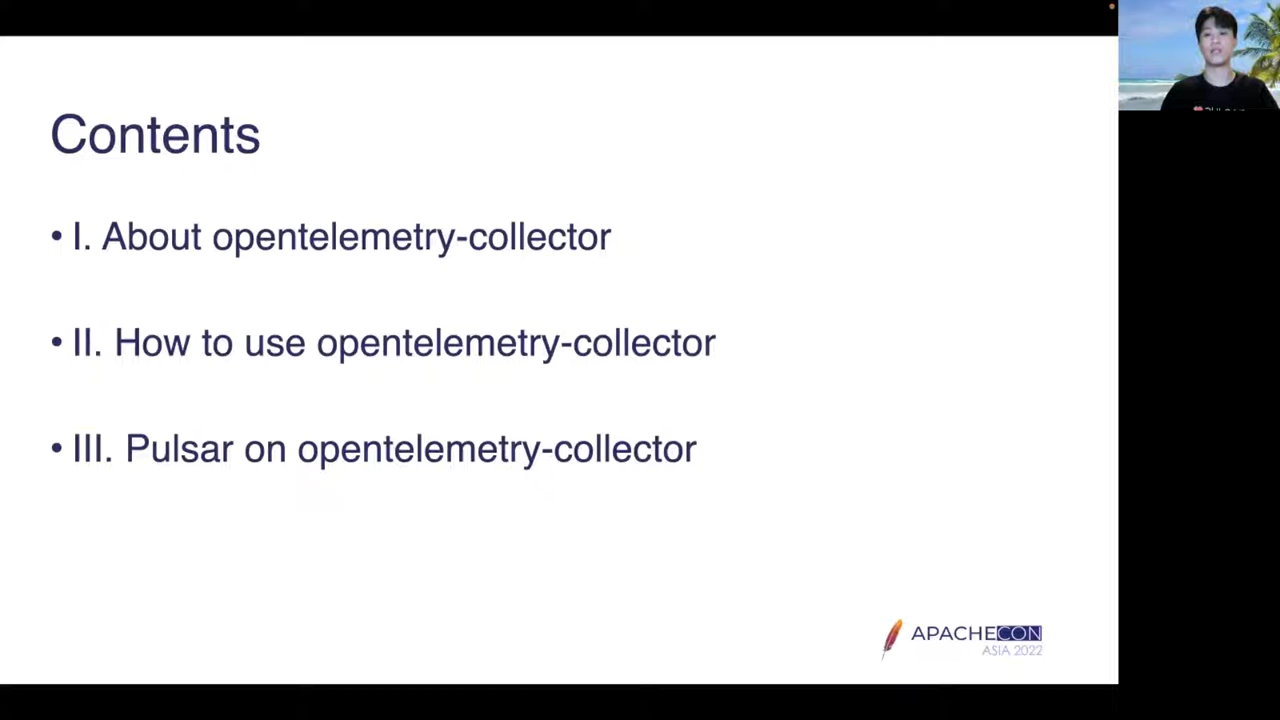 Contents
• I. About opentelemetry-collector
• II. How to use opentelemetry-collector
• III. Pulsar on opentelemetry-collector
APACHECON
ASIA 2022